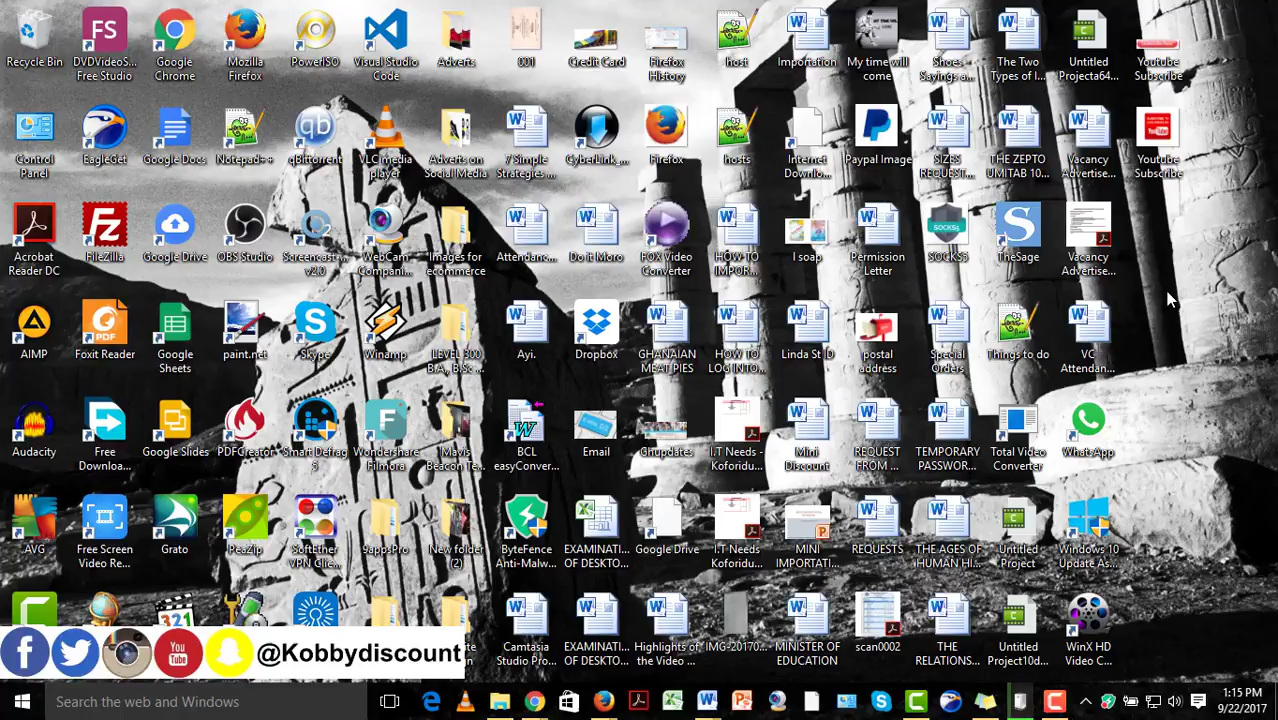 Recycle Bin
DVDVideoS... Free Studio
Google Chrome
Mozilla Firefox
PowerISO
Visual Studio Code
Adverts
001
Credit Card
Firefox History
host
Importation
My time will come
Shoes Sayings a...
The Two Types of I...
Untitled Projecta64...
Youtube Subscribe
Control Panel
EagleGet
Google Docs
Notepad++
qBittorrent
VLC media player
Adverts on Social Media
7 Simple Strategies ...
CyberLink_...
Firefox
hosts
Internet Downlo...
Paypal Image
SIZES REQUEST...
THE ZEPTO UMITAB 10...
Vacancy Advertise...
Youtube Subscribe
Acrobat Reader DC
FileZilla
Google Drive
OBS Studio
Screencast-... v2.0
WebCam Compani...
Images for ecommerce
Attendanc...
Do it Moro
FOX Video Converter
HOW TO IMPOR...
I soap
Permission Letter
SOCKS5
TheSage
Vacancy Advertise...
AIMP
Foxit Reader
Google Sheets
paint.net
Skype
Winamp
LEVEL 300 B.A, B.Sc ...
Ayi.
Dropbox
GHANAIAN MEAT PIES
HOW TO LOG INTO...
Linda St ID
postal address
Special Orders
Things to do
VC Attendan...
Audacity
Free Downloa...
Google Slides
PDFCreator
Smart Defrag 5
Wondershare Filmora
Mavis Beacon Te...
BCL easyConver...
Email
Ghupdates
I.T Needs - Koforidu...
Mini Discount
REQUEST FROM ...
TEMPORARY PASSWOR...
Total Video Converter
WhatsApp
AVG
Free Screen Video Re...
Grato
PeaZip
SoftEther VPN Clie...
9appsPro
New folder (2)
ByteFence Anti-Malw...
EXAMINATI... OF DESKTO...
Google Drive
I.T Needs Koforidu...
MINI IMPORTATI...
REQUESTS
THE AGES OF HUMAN HI...
Untitled Project
Windows 10 Update As...
Camtasia Studio Pro...
EXAMINATI... OF DESKTO...
Highlights of the Video ...
IMG-20170...
MINISTER OF EDUCATION
scan0002
THE RELATIONS...
Untitled Project10d...
WinX HD Video C...
@Kobbydiscount
Search the web and Windows
1:15 PM
9/22/2017